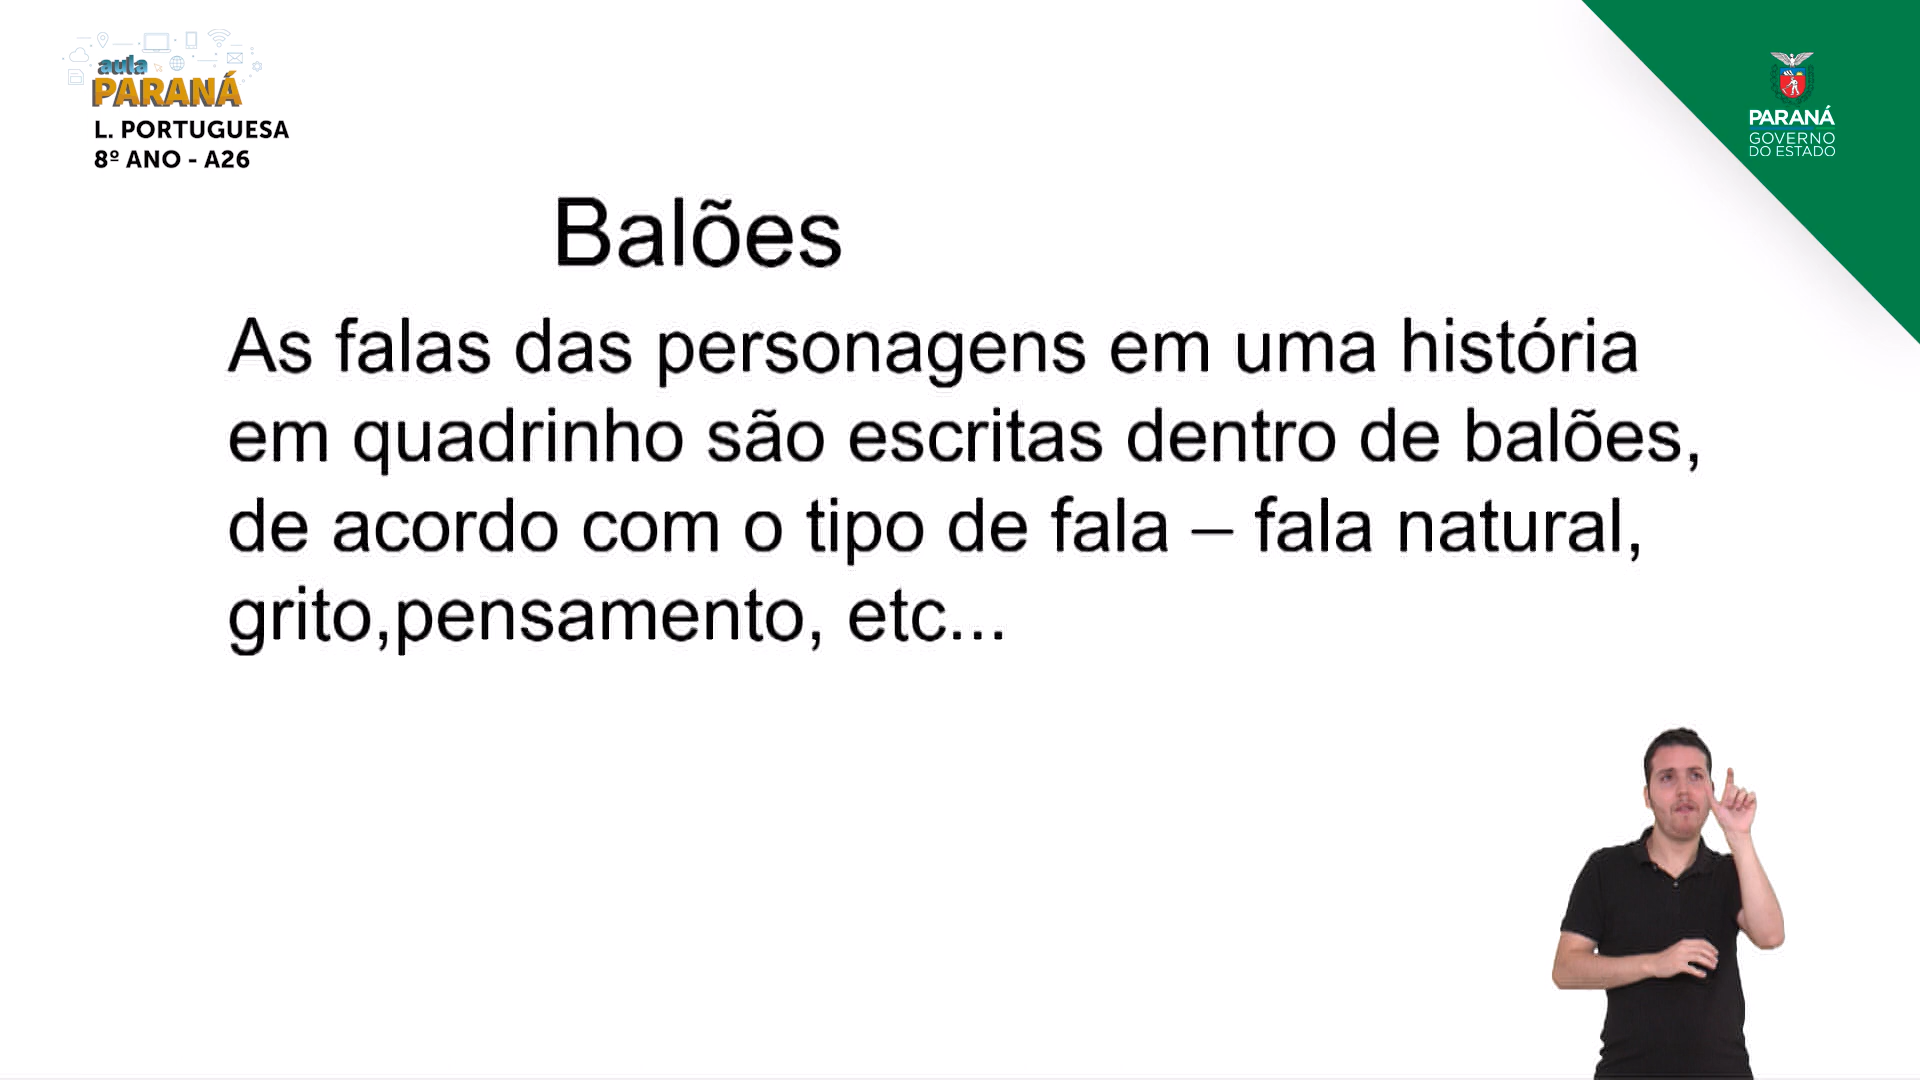 aula
PARANÁ
L. PORTUGUESA
8º ANO - A26
PARANÁ
GOVERNO
DO ESTADO
Balões
As falas das personagens em uma história
em quadrinho são escritas dentro de balões,
de acordo com o tipo de fala – fala natural,
grito,pensamento, etc...